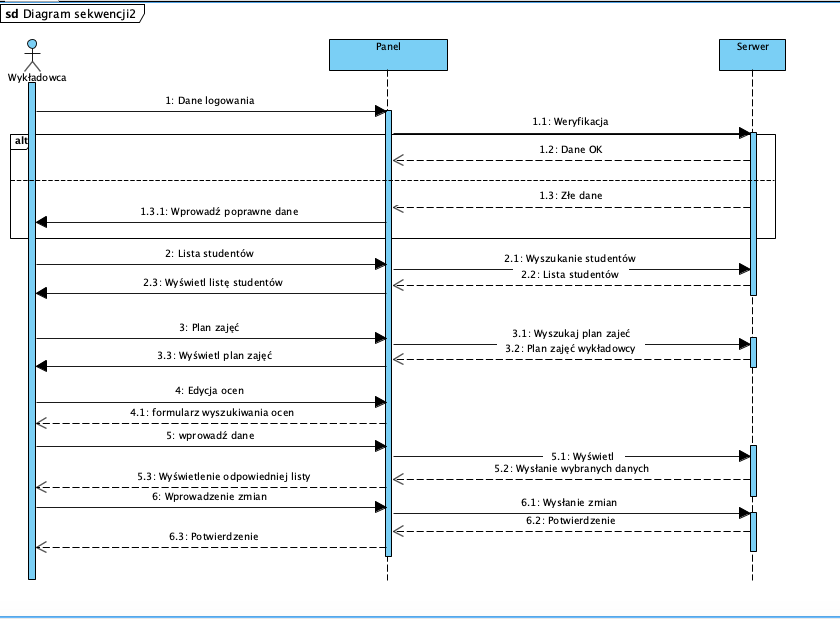 sd Diagram sekwencji2
Panel
Serwer
Wykładowca
1: Dane logowania
1.1: Weryfikacja
alt
1.2: Dane OK
1.3: Złe dane
1.3.1: Wprowadź poprawne dane
2: Lista studentów
2.1: Wyszukanie studentów
2.2: Lista studentów
2.3: Wyświetl listę studentów
3: Plan zajęć
3.1: Wyszukaj plan zajeć
3.2: Plan zajęć wykładowcy
3.3: Wyświetl plan zajęć
4: Edycja ocen
4.1: formularz wyszukiwania ocen
5: wprowadź dane
5.1: Wyświetl
5.2: Wysłanie wybranych danych
5.3: Wyświetlenie odpowiedniej listy
6: Wprowadzenie zmian
6.1: Wysłanie zmian
6.2: Potwierdzenie
6.3: Potwierdzenie